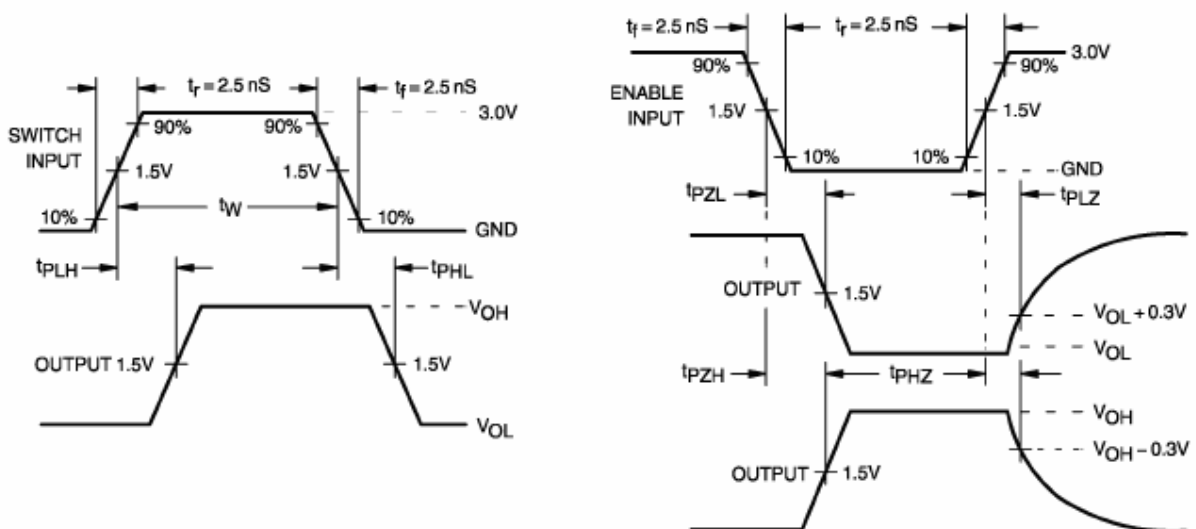 tr = 2.5 nS
tf = 2.5 nS
3.0V
SWITCH
INPUT
90%
90%
1.5V
1.5V
10%
tW
10%
GND
tPLH
tPHL
VOH
OUTPUT 1.5V
1.5V
VOL
tf = 2.5 nS
tr = 2.5 nS
3.0V
90%
90%
ENABLE
INPUT
1.5V
1.5V
10%
10%
GND
tPZL
tPLZ
OUTPUT
1.5V
VOL + 0.3V
VOL
tPZH
tPHZ
VOH
VOH – 0.3V
OUTPUT
1.5V